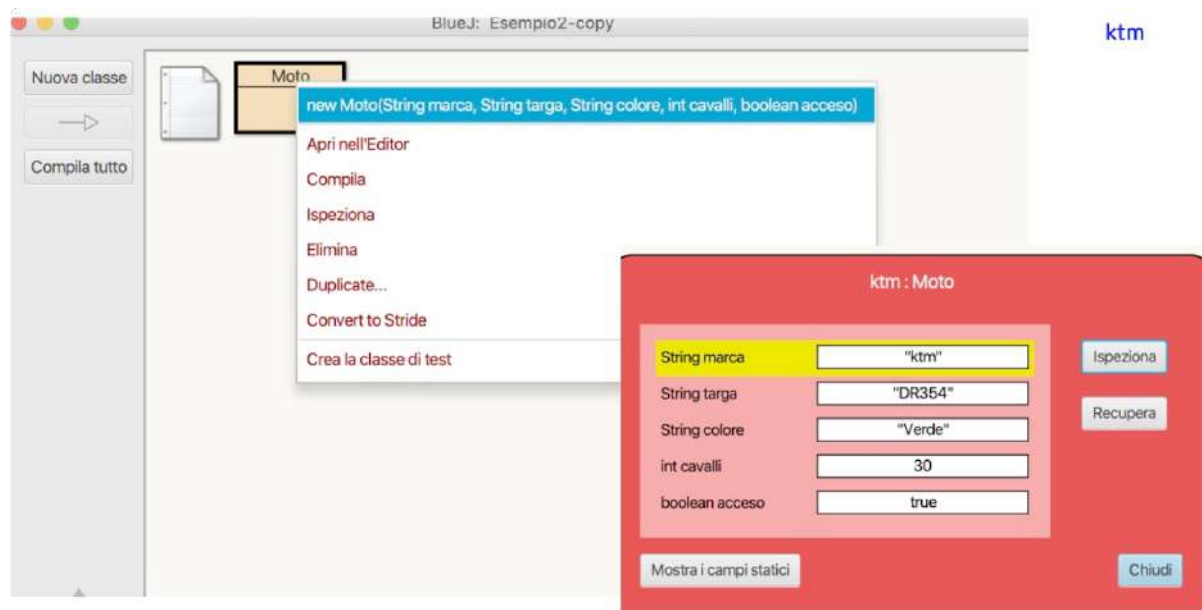 BlueJ: Esempio2-copy
ktm
Nuova classe
Compila tutto
Moto
new Moto(String marca, String targa, String colore, int cavalli, boolean acceso)
Apri nell'Editor
Compila
Ispeziona
Elimina
Duplicate...
Convert to Stride
Crea la classe di test
ktm : Moto
String marca "ktm"
String targa "DR354"
String colore "Verde"
int cavalli 30
boolean acceso true
Ispeziona
Recupera
Mostra i campi statici
Chiudi